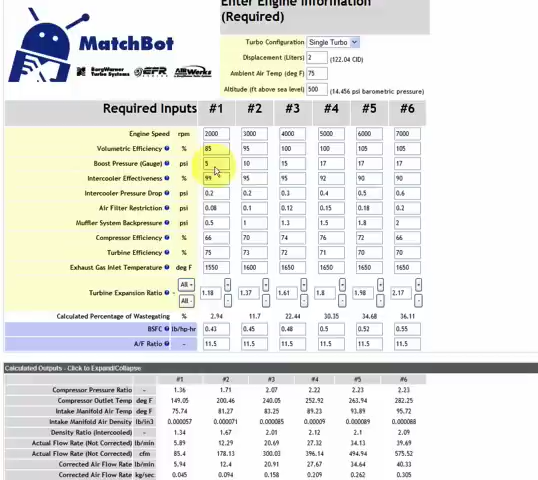 Enter Engine Information
(Required)
MatchBot
BorgWarner
Turbo Systems
EFR
AirWerks
Turbo Configuration Single Turbo
Displacement (Liters) 2 (122.04 CID)
Ambient Air Temp (deg F) 75
Altitude (ft above sea level) 500 (14.456 psi barometric pressure)
Required Inputs #1 #2 #3 #4 #5 #6
Engine Speed rpm 2000 3000 4000 5000 6000 7000
Volumetric Efficiency % 85 95 100 100 105 105
Boost Pressure (Gauge) psi 5 10 15 17 17 17
Intercooler Effectiveness % 99 95 95 92 90 90
Intercooler Pressure Drop psi 0.2 0.2 0.3 0.4 0.5 0.6
Air Filter Restriction psi 0.08 0.1 0.12 0.15 0.18 0.2
Muffler System Backpressure psi 0.5 1 1.3 1.5 1.8 2
Compressor Efficiency % 66 70 74 76 72 66
Turbine Efficiency % 75 73 72 71 70 70
Exhaust Gas Inlet Temperature deg F 1550 1600 1650 1650 1650 1650
All + + + + + + +
Turbine Expansion Ratio - 1.18 1.37 1.61 1.8 1.98 2.17
All - - - - - - -
Calculated Percentage of Wastegating % 2.94 11.7 22.44 30.35 34.68 36.11
BSFC lb/hp-hr 0.43 0.45 0.48 0.5 0.52 0.55
A/F Ratio - 11.5 11.5 11.5 11.5 11.5 11.5
Calculated Outputs - Click to Expand/Collapse
#1 #2 #3 #4 #5 #6
Compressor Pressure Ratio - 1.36 1.71 2.07 2.22 2.23 2.23
Compressor Outlet Temp deg F 149.05 200.46 240.05 252.92 263.94 282.25
Intake Manifold Air Temp deg F 75.74 81.27 83.25 89.23 93.89 95.72
Intake Manifold Air Density lb/in3 0.000057 0.000071 0.000085 0.00009 0.000089 0.000088
Density Ratio (Intercooled) - 1.34 1.67 2.01 2.12 2.1 2.09
Actual Flow Rate (Not Corrected) lb/min 5.89 12.29 20.69 27.32 34.13 39.69
Actual Flow Rate (Not Corrected) cfm 85.4 178.13 300.03 396.14 494.94 575.52
Corrected Air Flow Rate lb/min 5.94 12.4 20.91 27.67 34.64 40.33
Corrected Air Flow Rate kg/sec 0.045 0.094 0.158 0.209 0.262 0.305